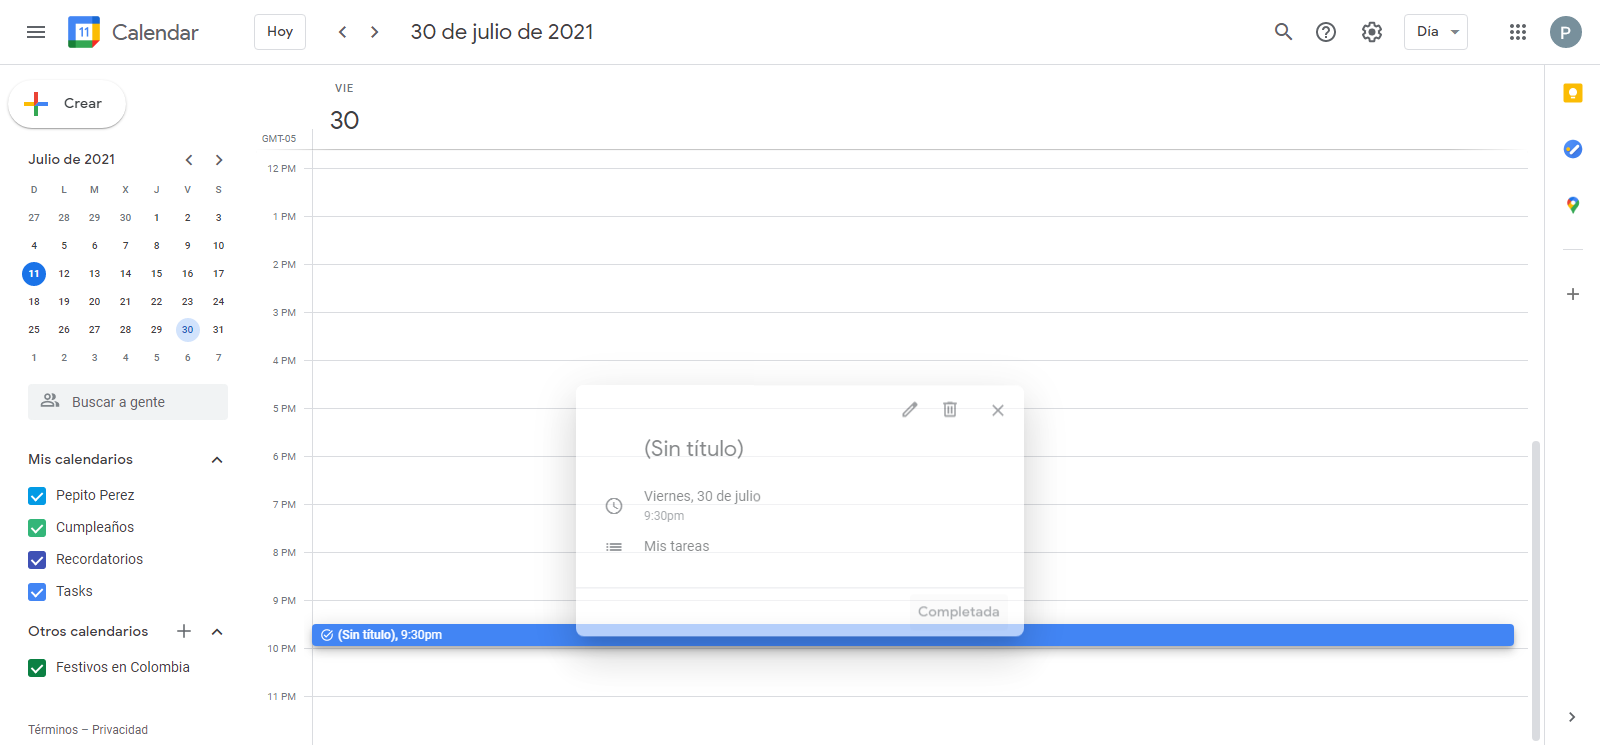 11 Calendar Hoy 30 de julio de 2021 Día P
Crear
VIE
30
GMT-05
Julio de 2021
D L M X J V S
27 28 29 30 1 2 3
4 5 6 7 8 9 10
11 12 13 14 15 16 17
18 19 20 21 22 23 24
25 26 27 28 29 30 31
1 2 3 4 5 6 7
Buscar a gente
Mis calendarios
Pepito Perez
Cumpleaños
Recordatorios
Tasks
Otros calendarios
Festivos en Colombia
Términos – Privacidad
12 PM
1 PM
2 PM
3 PM
4 PM
5 PM
6 PM
7 PM
8 PM
9 PM
10 PM
11 PM
(Sin título)
Viernes, 30 de julio
9:30pm
Mis tareas
Completada
(Sin título), 9:30pm